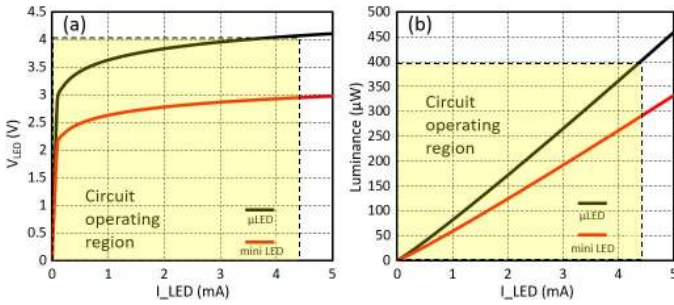 (a)
4.5
4
3.5
3
2.5
2
1.5
1
0.5
0
V_LED (V)
Circuit
operating
region
μLED
mini LED
0 1 2 3 4 5
I_LED (mA)
(b)
500
450
400
350
300
250
200
150
100
50
0
Luminance (μW)
Circuit
operating
region
μLED
mini LED
0 1 2 3 4 5
I_LED (mA)